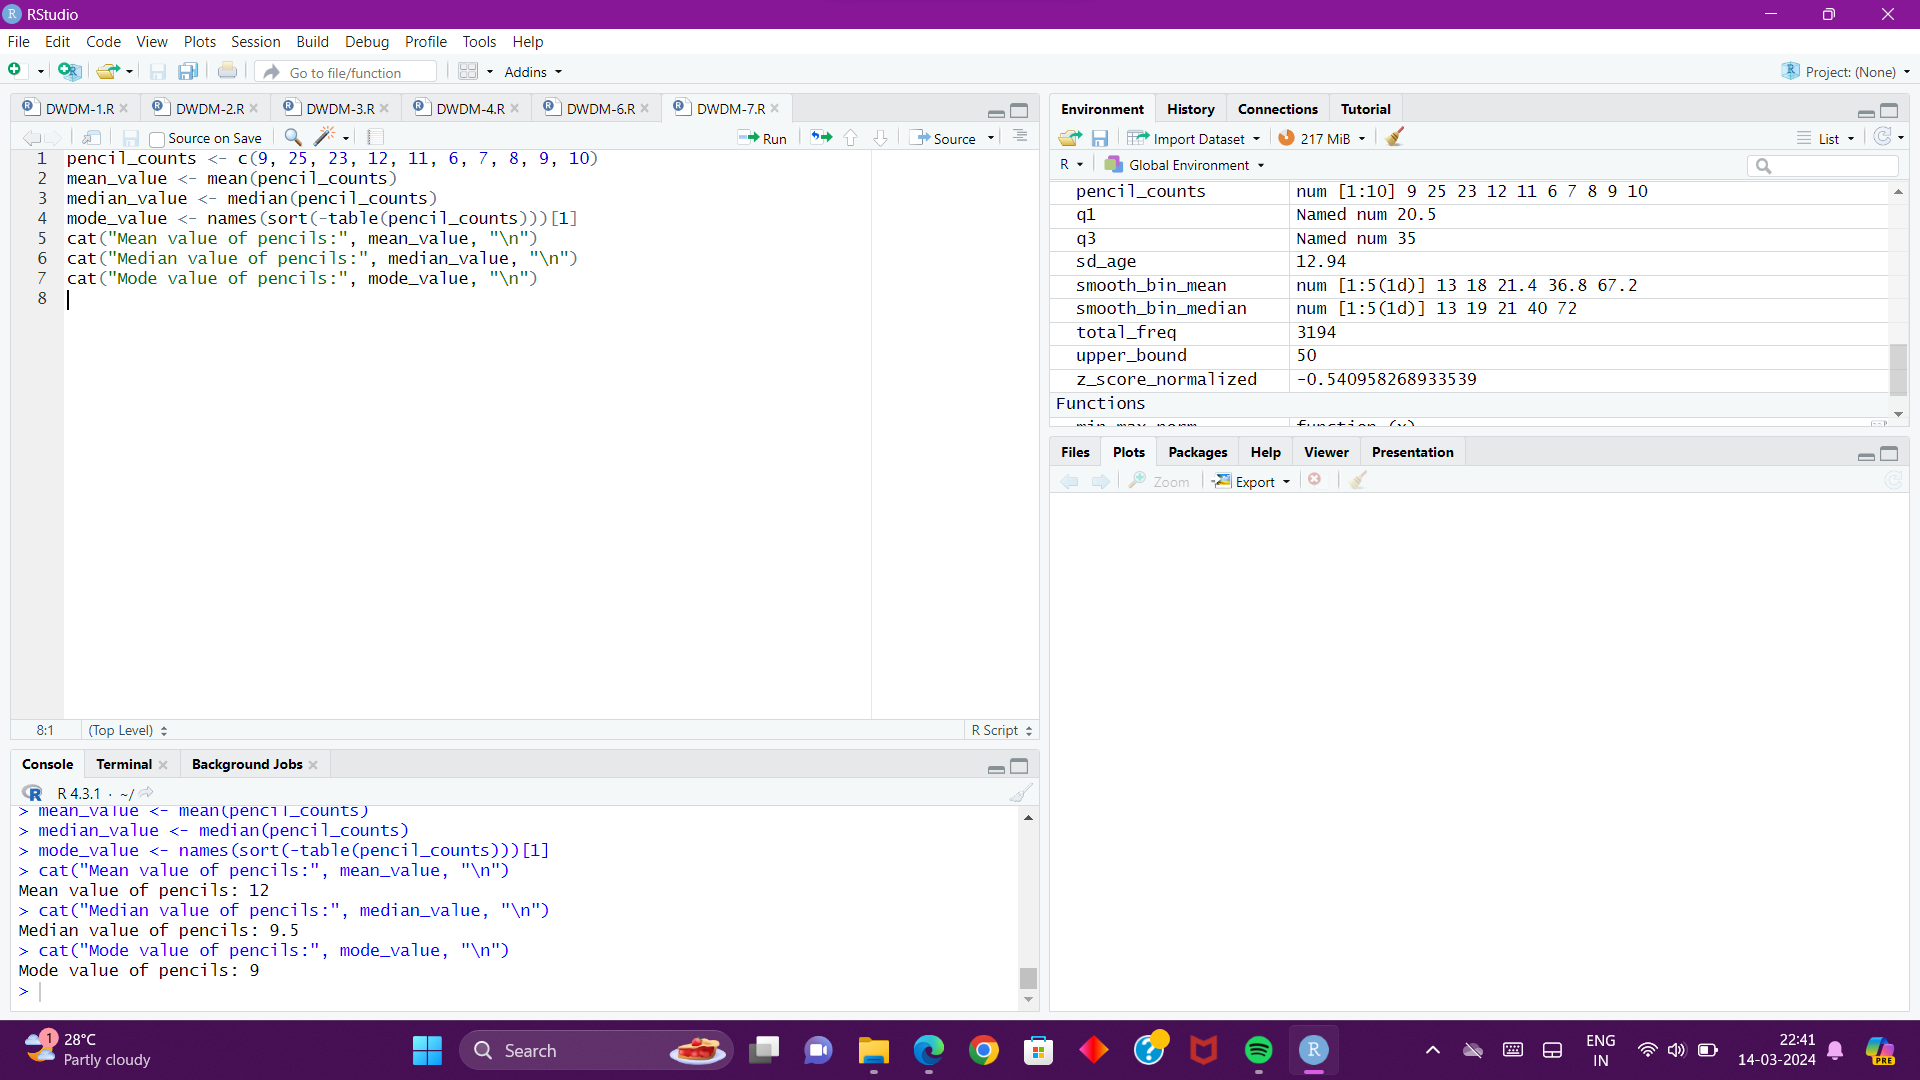 RStudio
File Edit Code View Plots Session Build Debug Profile Tools Help
Go to file/function Addins Project: (None)
DWDM-1.R DWDM-2.R DWDM-3.R DWDM-4.R DWDM-6.R DWDM-7.R
Source on Save Run Source
1 pencil_counts <- c(9, 25, 23, 12, 11, 6, 7, 8, 9, 10)
2 mean_value <- mean(pencil_counts)
3 median_value <- median(pencil_counts)
4 mode_value <- names(sort(-table(pencil_counts)))[1]
5 cat("Mean value of pencils:", mean_value, "\n")
6 cat("Median value of pencils:", median_value, "\n")
7 cat("Mode value of pencils:", mode_value, "\n")
8
8:1 (Top Level) R Script
Console Terminal Background Jobs
R 4.3.1 · ~/
> mean_value <- mean(pencil_counts)
> median_value <- median(pencil_counts)
> mode_value <- names(sort(-table(pencil_counts)))[1]
> cat("Mean value of pencils:", mean_value, "\n")
Mean value of pencils: 12
> cat("Median value of pencils:", median_value, "\n")
Median value of pencils: 9.5
> cat("Mode value of pencils:", mode_value, "\n")
Mode value of pencils: 9
>
Environment History Connections Tutorial
Import Dataset 217 MiB List
R Global Environment
pencil_counts num [1:10] 9 25 23 12 11 6 7 8 9 10
q1 Named num 20.5
q3 Named num 35
sd_age 12.94
smooth_bin_mean num [1:5(1d)] 13 18 21.4 36.8 67.2
smooth_bin_median num [1:5(1d)] 13 19 21 40 72
total_freq 3194
upper_bound 50
z_score_normalized -0.540958268933539
Functions
min_max_norm function (x)
Files Plots Packages Help Viewer Presentation
Zoom Export
1 28°C
Partly cloudy
Search
ENG
IN
22:41
14-03-2024
PRE